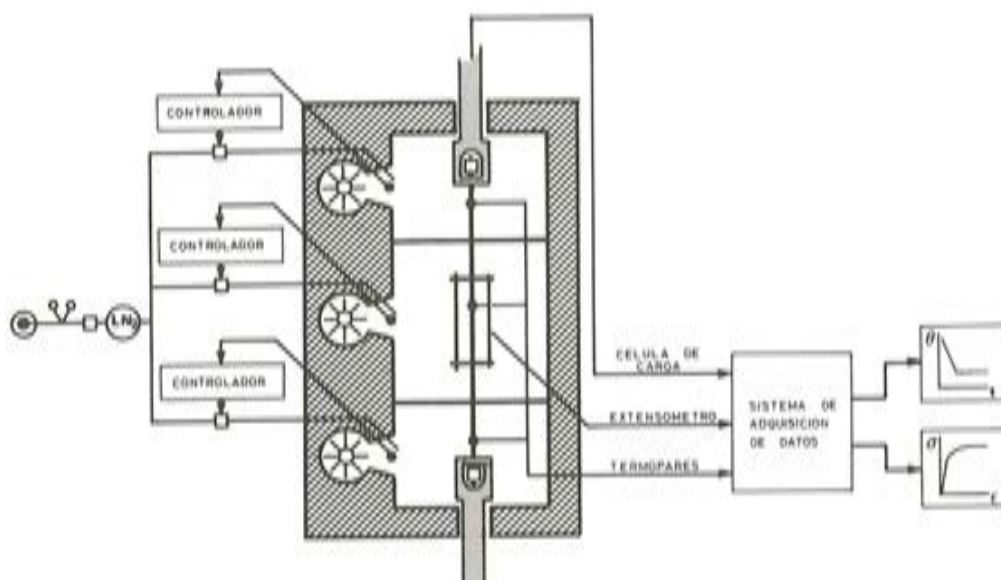 CONTROLADOR
CONTROLADOR
LN₂
CONTROLADOR
CELULA DE
CARGA
EXTENSOMETRO
TERMOPARES
SISTEMA DE
ADQUISICION
DE DATOS
θ
t
σ
ε